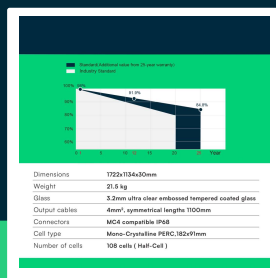 Standard(Additional value from 25 year warranty)
Industry Standard
100%
98%
91.9%
84.8%
90%
80%
70%
60%
0 1 5 10 15 20 25 Year
Dimensions 1722x1134x30mm
Weight 21.5 kg
Glass 3.2mm ultra clear embossed tempered coated glass
Output cables 4mm², symmetrical lengths 1100mm
Connectors MC4 compatible IP68
Cell type Mono-Crystalline PERC,182x91mm
Number of cells 108 cells ( Half-Cell )